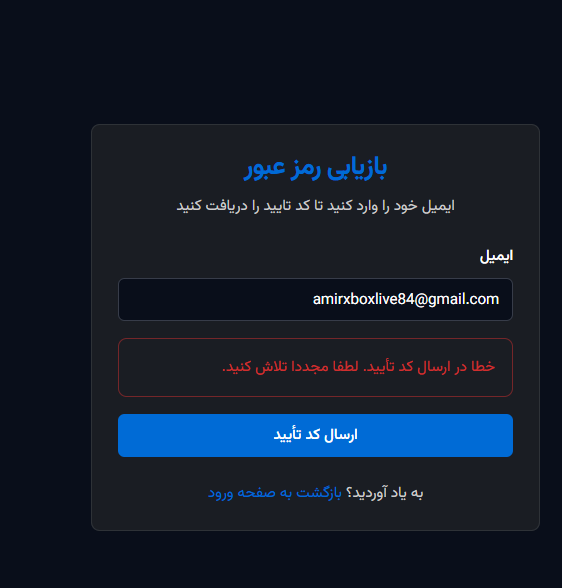 بازیابی رمز عبور
ایمیل خود را وارد کنید تا کد تایید را دریافت کنید
ایمیل
amirxboxlive84@gmail.com
خطا در ارسال کد تأیید. لطفا مجددا تلاش کنید.
ارسال کد تأیید
به یاد آوردید؟ بازگشت به صفحه ورود